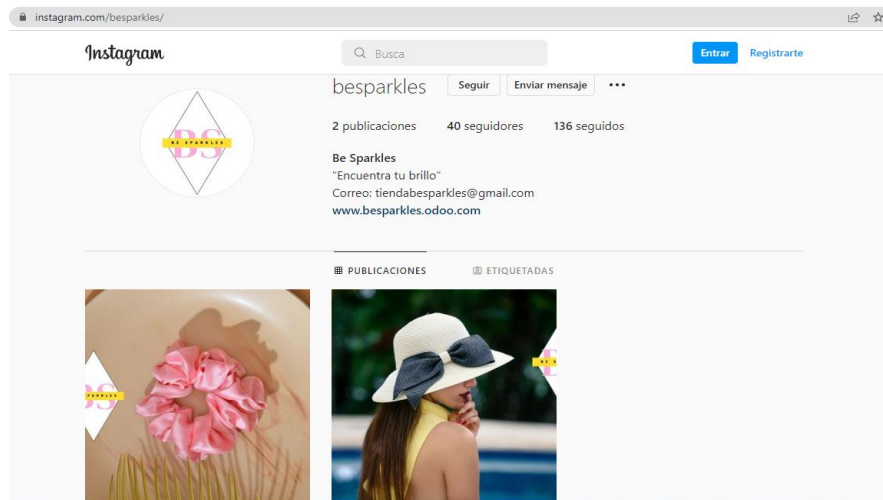 instagram.com/besparkles/
Instagram
Busca
Entrar
Registrarte
besparkles
Seguir
Enviar mensaje
2 publicaciones 40 seguidores 136 seguidos
BS
BE SPARKLES
Be Sparkles
"Encuentra tu brillo"
Correo: tiendabesparkles@gmail.com
www.besparkles.odoo.com
PUBLICACIONES
ETIQUETADAS